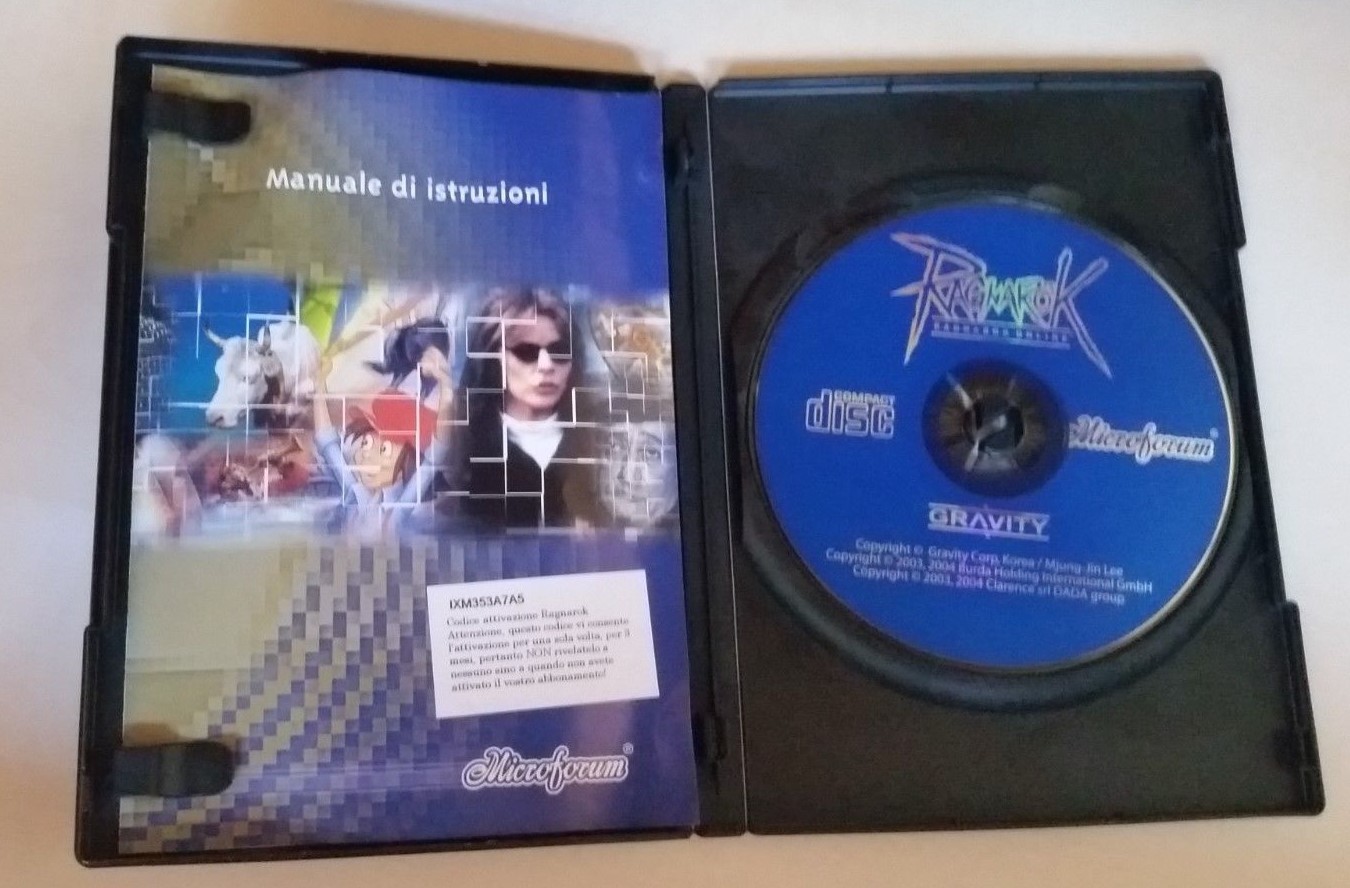 Manuale di istruzioni
IXM353A7A5
Codice attivazione Ragnarok
Attenzione, questo codice vi consente
l'attivazione per una sola volta, per 3
mesi, pertanto NON rivelatelo a
nessuno sino a quando non avete
attivato il vostro abbonamento!
Microforum®
RAGNAROK
RAGNAROK ONLINE
COMPACT
disc
Microforum®
GRAVITY
Copyright © Gravity Corp, Korea / Mjung Jin Lee
Copyright © 2003, 2004 Burda Holding International GmbH
Copyright © 2003, 2004 Clarence srl DADA group